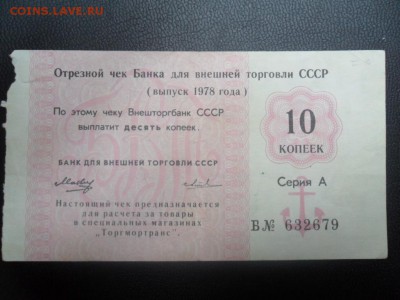 COINS.LAVE.RU
Отрезной чек Банка для внешней торговли СССР
( выпуск 1978 года )
По этому чеку Внешторгбанк СССР
выплатит десять копеек.
10
КОПЕЕК
БАНК ДЛЯ ВНЕШНЕЙ ТОРГОВЛИ СССР
Серия А
Настоящий чек предназначается
для расчета за товары
в специальных магазинах
"Торгмортранс".
Б№ 632679